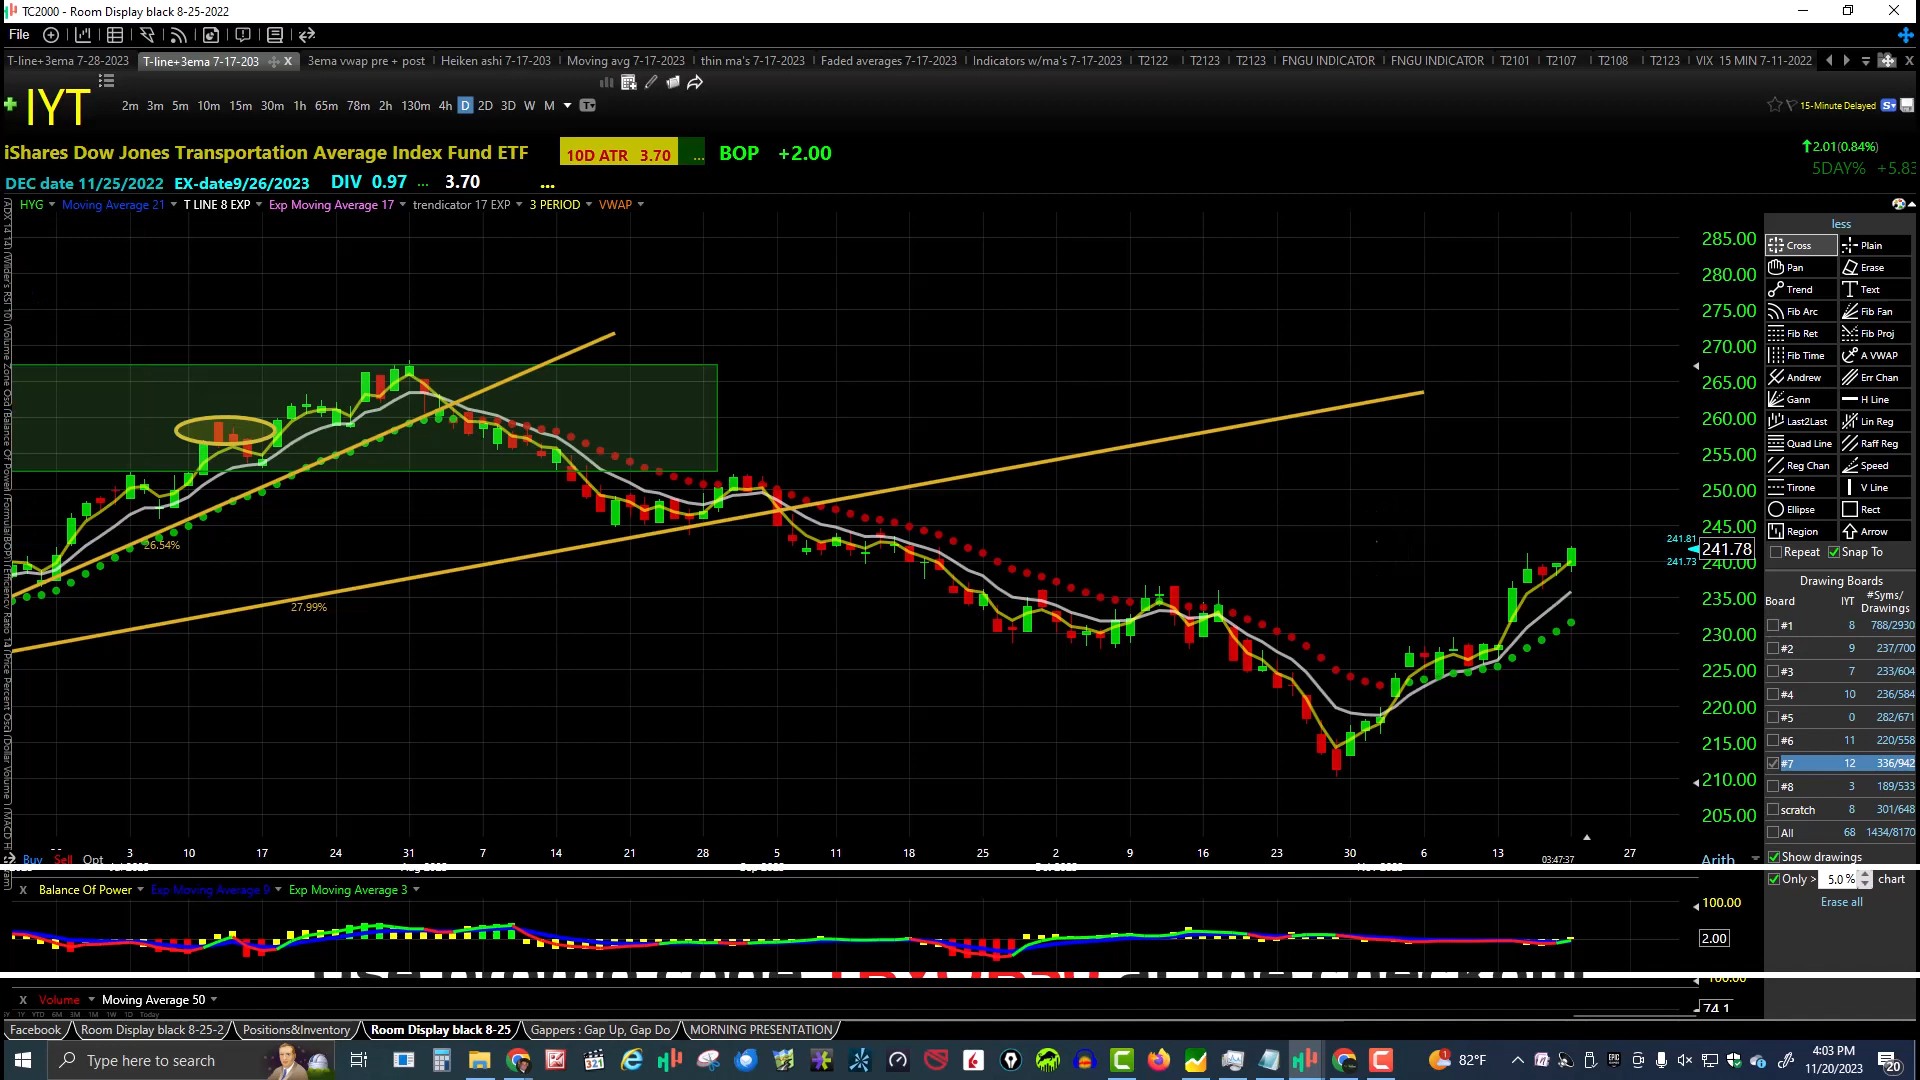 TC2000 - Room Display black 8-25-2022
File
T-line+3ema 7-28-2023 T-line+3ema 7-17-203 X 3ema vwap pre + post Heiken ashi 7-17-203 Moving avg 7-17-2023 thin ma's 7-17-2023 Faded averages 7-17-2023 Indicators w/ma's 7-17-2023 T2122 T2123 T2123 FNGU INDICATOR FNGU INDICATOR T2101 T2107 T2108 T2123 VIX 15 MIN 7-11-2022
IYT 2m 3m 5m 10m 15m 30m 1h 65m 78m 2h 130m 4h D 2D 3D W M 15-Minute Delayed
iShares Dow Jones Transportation Average Index Fund ETF 10D ATR 3.70 ... BOP +2.00
2.01(0.84%)
5DAY% +5.83
DEC date 11/25/2022 EX-date9/26/2023 DIV 0.97 ... 3.70 ...
HYG Moving Average 21 T LINE 8 EXP Exp Moving Average 17 trendicator 17 EXP 3 PERIOD VWAP
285.00
280.00
275.00
270.00
265.00
260.00
255.00
250.00
245.00
241.81
241.78
241.73
240.00
235.00
230.00
225.00
220.00
215.00
210.00
205.00
Arith
26.54%
27.99%
3 10 17 24 31 7 14 21 28 5 11 18 25 2 9 16 23 30 6 13 03:47:37 27
Buy Sell Opt
less
Cross Plain
Pan Erase
Trend Text
Fib Arc Fib Fan
Fib Ret Fib Proj
Fib Time A VWAP
Andrew Err Chan
Gann H Line
Last2Last Lin Reg
Quad Line Raff Reg
Reg Chan Speed
Tirone V Line
Ellipse Rect
Region Arrow
Repeat Snap To
Drawing Boards
Board IYT #Syms/ Drawings
#1 8 788/2930
#2 9 237/700
#3 7 233/604
#4 10 236/584
#5 0 282/671
#6 11 220/558
#7 12 336/942
#8 3 189/533
scratch 8 301/648
All 68 1434/8170
Show drawings
Only > 5.0 % chart
Erase all
X Balance Of Power Exp Moving Average 9 Exp Moving Average 3
100.00
2.00
X Volume Moving Average 50
74.1
Facebook Room Display black 8-25-2 Positions&Inventory Room Display black 8-25 Gappers : Gap Up, Gap Do MORNING PRESENTATION
Type here to search
82°F
4:03 PM
11/20/2023
20